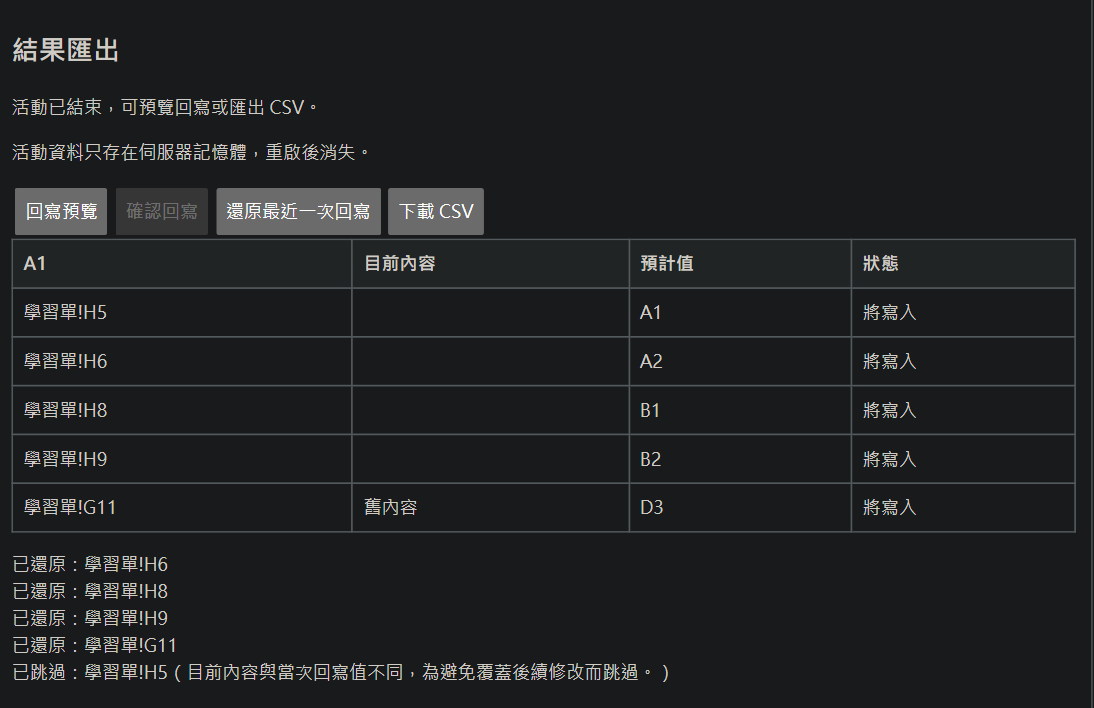 結果匯出
活動已結束，可預覽回寫或匯出 CSV。
活動資料只存在伺服器記憶體，重啟後消失。
回寫預覽 確認回寫 還原最近一次回寫 下載 CSV
A1 目前內容 預計值 狀態
學習單!H5 A1 將寫入
學習單!H6 A2 將寫入
學習單!H8 B1 將寫入
學習單!H9 B2 將寫入
學習單!G11 舊內容 D3 將寫入
已還原：學習單!H6
已還原：學習單!H8
已還原：學習單!H9
已還原：學習單!G11
已跳過：學習單!H5（目前內容與當次回寫值不同，為避免覆蓋後續修改而跳過。）